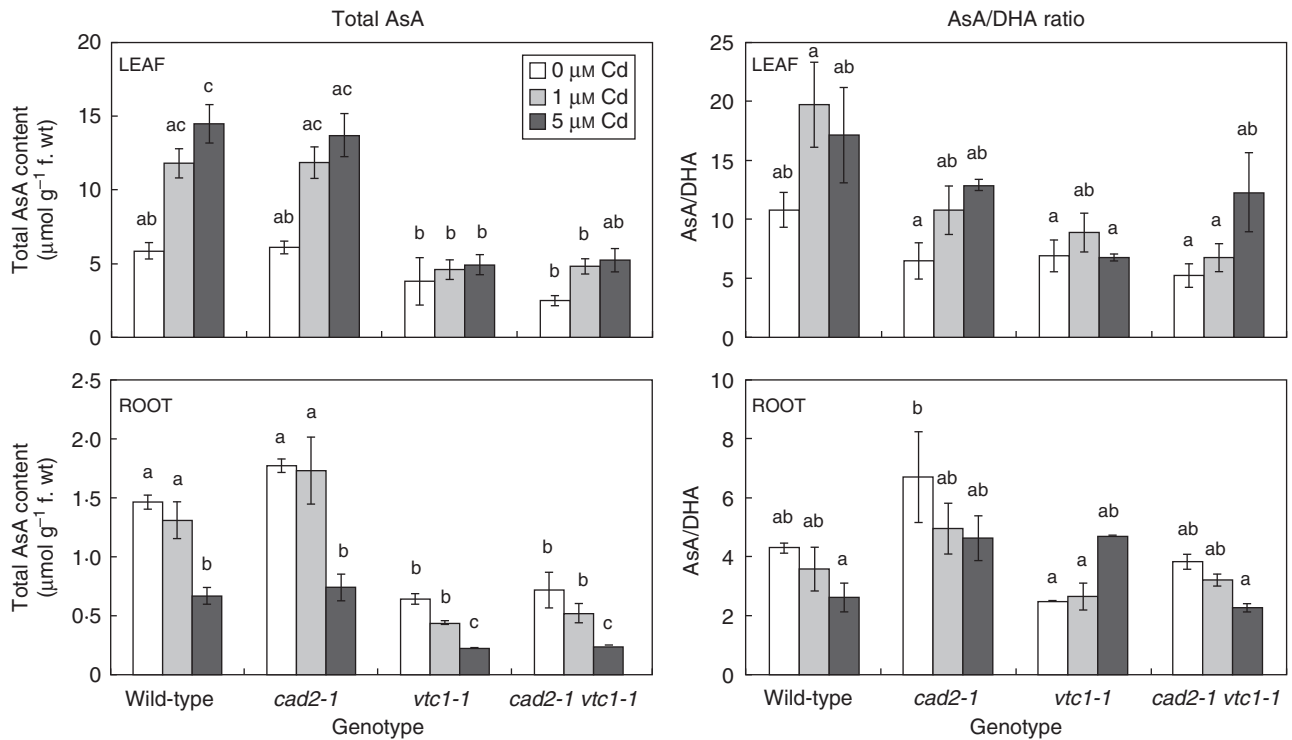 Total AsA
AsA/DHA ratio
LEAF
0 μM Cd
1 μM Cd
5 μM Cd
Total AsA content
(μmol g⁻¹ f. wt)
20
15
10
5
0
ab
ac
c
ab
ac
ac
b
b
b
b
b
ab
LEAF
AsA/DHA
25
20
15
10
5
0
a
ab
ab
ab
a
ab
a
ab
a
a
a
ab
ROOT
Total AsA content
(μmol g⁻¹ f. wt)
2·5
2·0
1·5
1·0
0·5
0
a
a
b
a
a
b
b
b
c
b
b
c
Wild-type
cad2-1
vtc1-1
cad2-1 vtc1-1
Genotype
ROOT
AsA/DHA
10
8
6
4
2
0
ab
ab
a
b
ab
ab
a
a
ab
ab
ab
a
Wild-type
cad2-1
vtc1-1
cad2-1 vtc1-1
Genotype